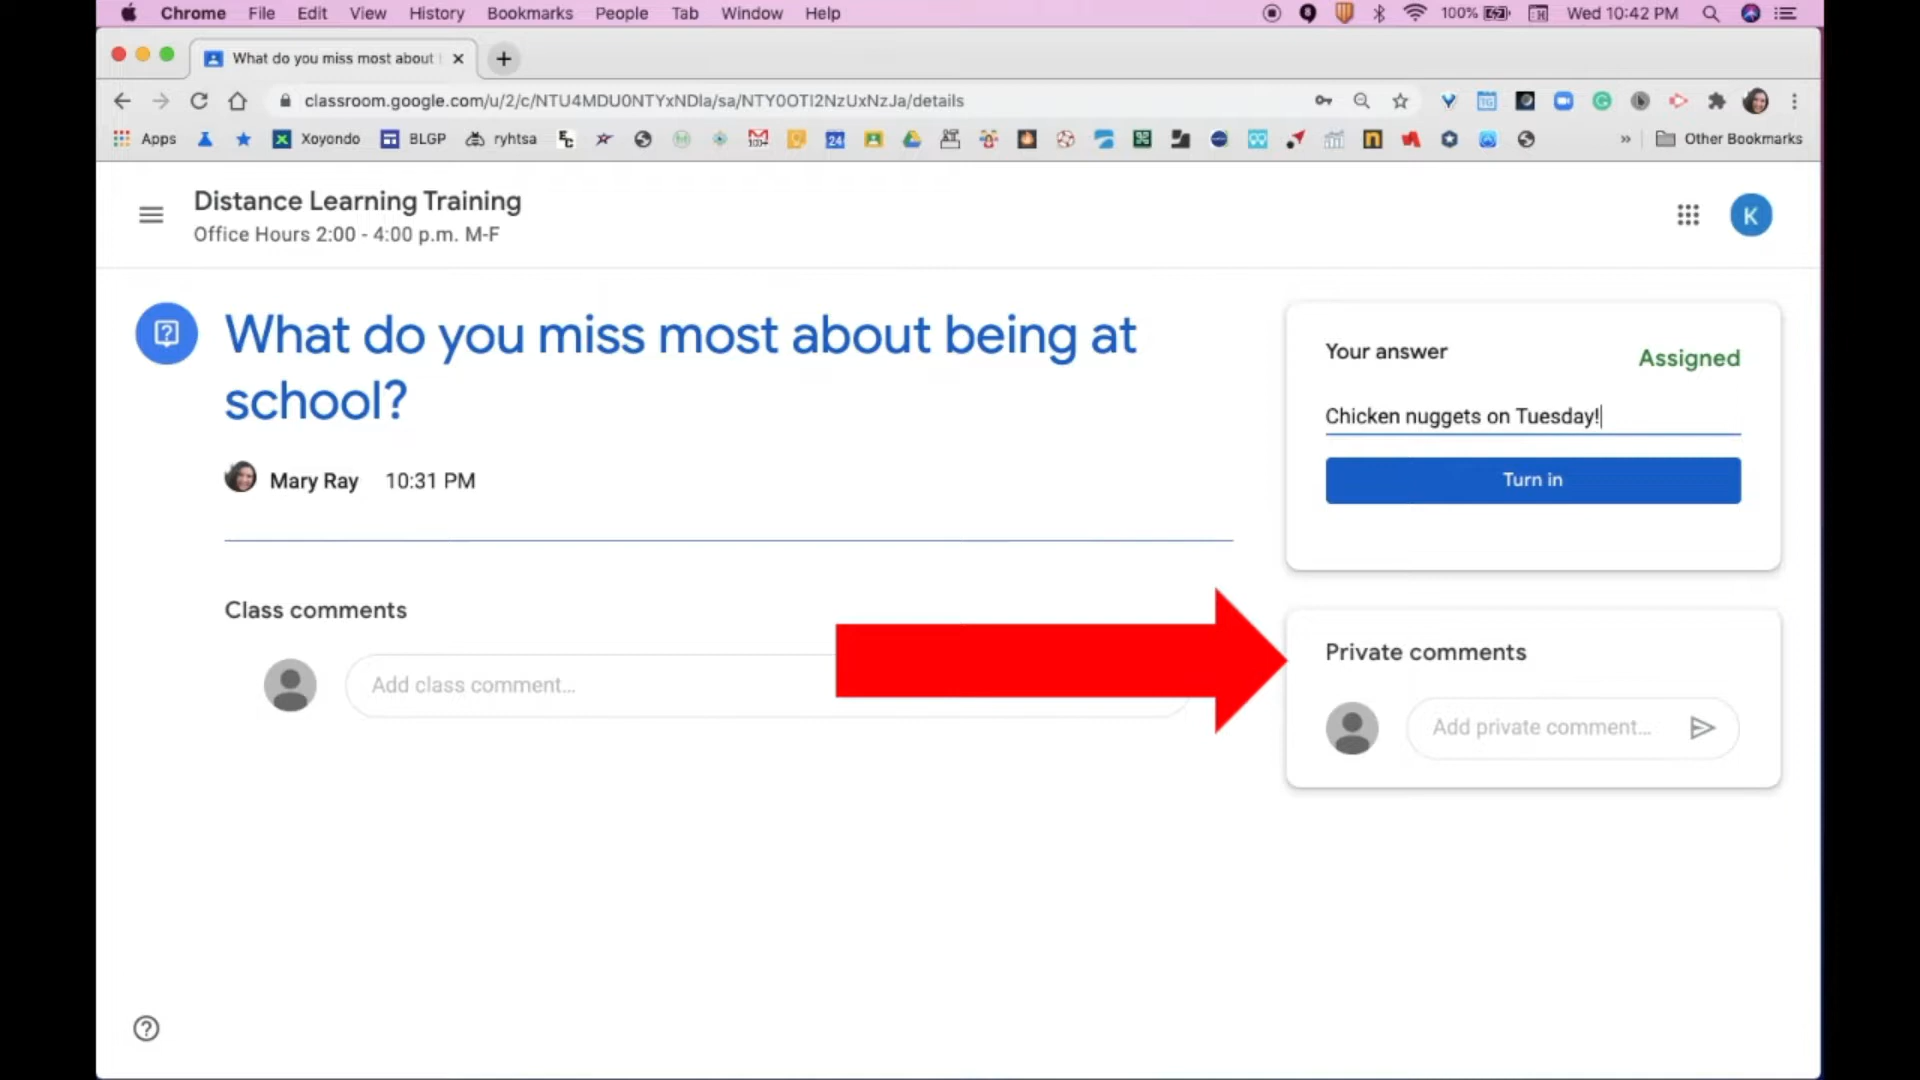 Chrome File Edit View History Bookmarks People Tab Window Help 100% Wed 10:42 PM
What do you miss most about
classroom.google.com/u/2/c/NTU4MDU0NTYxNDla/sa/NTY0OTI2NzUxNzJa/details
Apps Xoyondo BLGP ryhtsa EC 100+ 24 » Other Bookmarks
Distance Learning Training
Office Hours 2:00 - 4:00 p.m. M-F
K
What do you miss most about being at
school?
Mary Ray 10:31 PM
Your answer
Assigned
Chicken nuggets on Tuesday!
Turn in
Class comments
Add class comment...
Private comments
Add private comment...